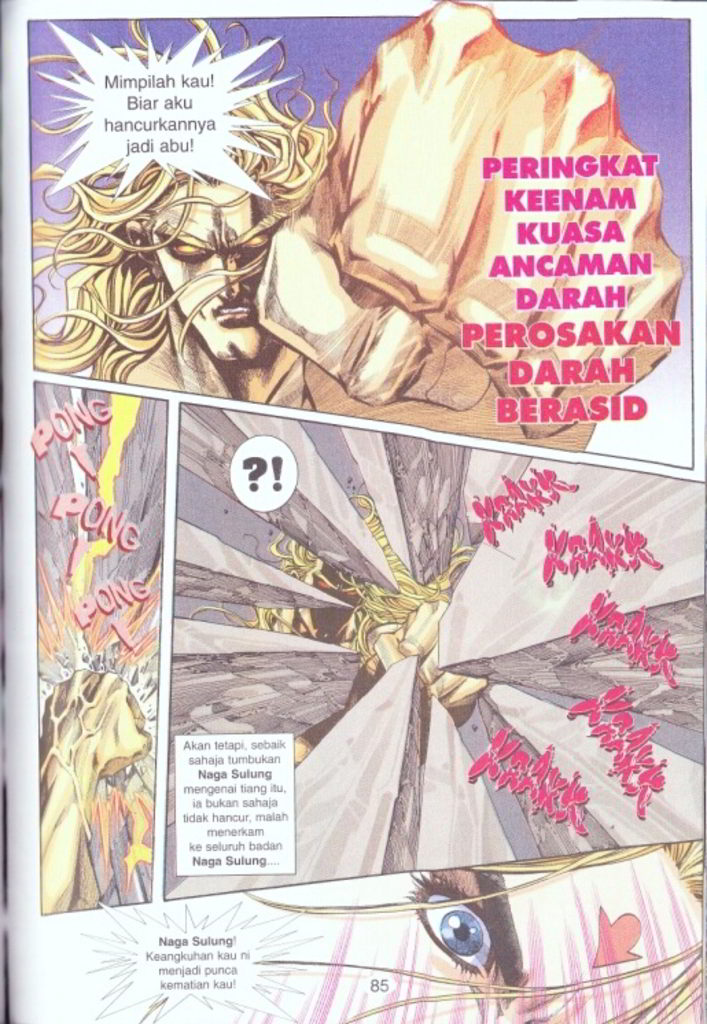 Mimpilah kau!
Biar aku
hancurkannya
jadi abu!
PERINGKAT
KEENAM
KUASA
ANCAMAN
DARAH
PEROSAKAN
DARAH
BERASID
PONG
!
PONG
!
PONG
!
?!
KRAKK
KRAKK
KRAKK
KRAKK
KRAKK
Akan tetapi, sebaik
sahaja tumbukan
Naga Sulung
mengenai tiang itu,
ia bukan sahaja
tidak hancur, malah
menerkam
ke seluruh badan
Naga Sulung....
Naga Sulung!
Keangkuhan kau ni
menjadi punca
kematian kau!
85